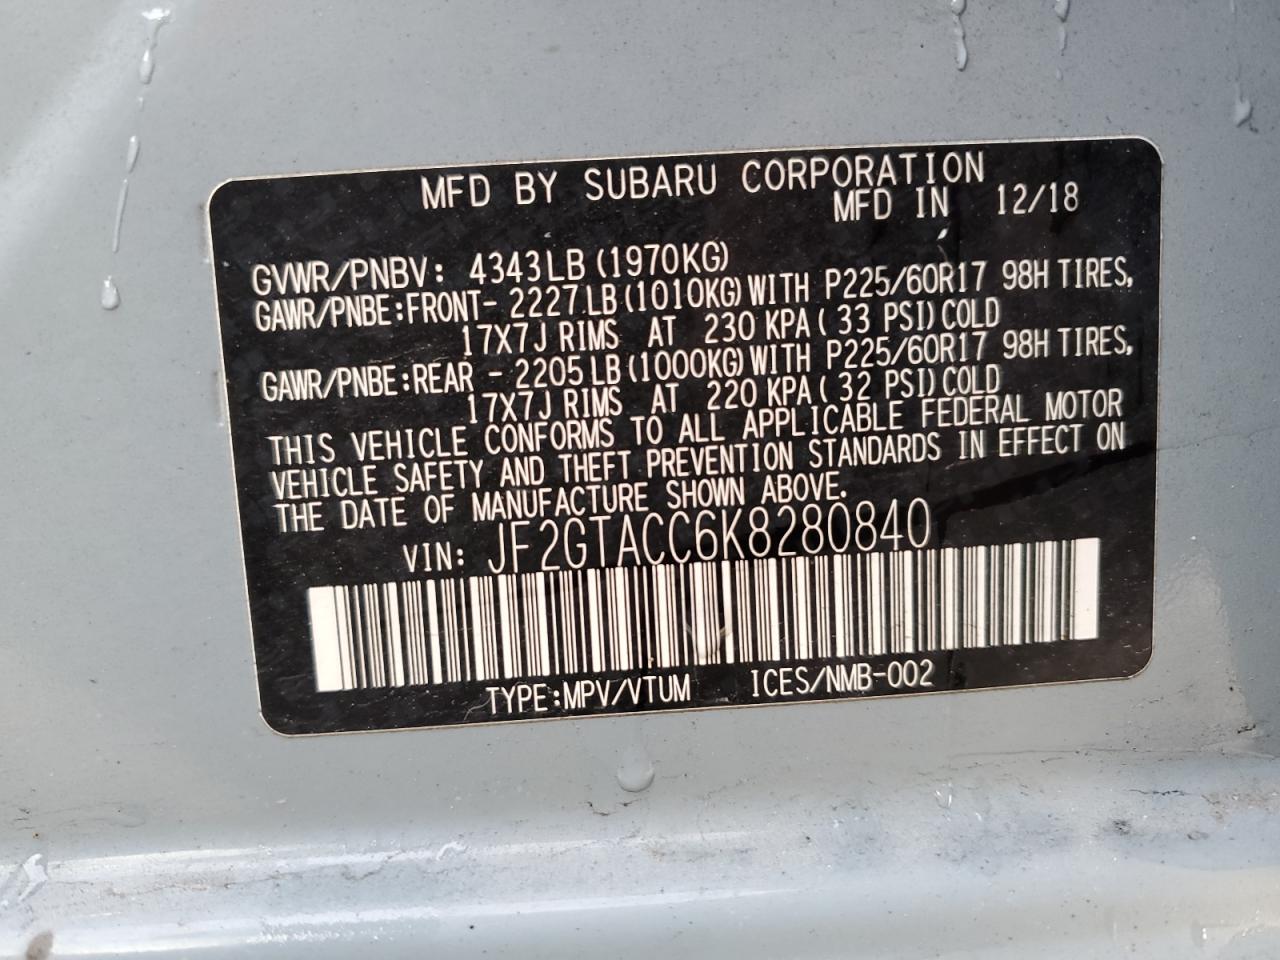 MFD BY SUBARU CORPORATION
MFD IN 12/18
GVWR/PNBV: 4343LB (1970KG)
GAWR/PNBE:FRONT- 2227LB (1010KG) WITH P225/60R17 98H TIRES,
17X7J RIMS AT 230 KPA ( 33 PSI) COLD
GAWR/PNBE:REAR - 2205LB (1000KG) WITH P225/60R17 98H TIRES,
17X7J RIMS AT 220 KPA ( 32 PSI) COLD
THIS VEHICLE CONFORMS TO ALL APPLICABLE FEDERAL MOTOR
VEHICLE SAFETY AND THEFT PREVENTION STANDARDS IN EFFECT ON
THE DATE OF MANUFACTURE SHOWN ABOVE.
VIN: JF2GTACC6K8280840
TYPE:MPV/VTUM ICES/NMB-002